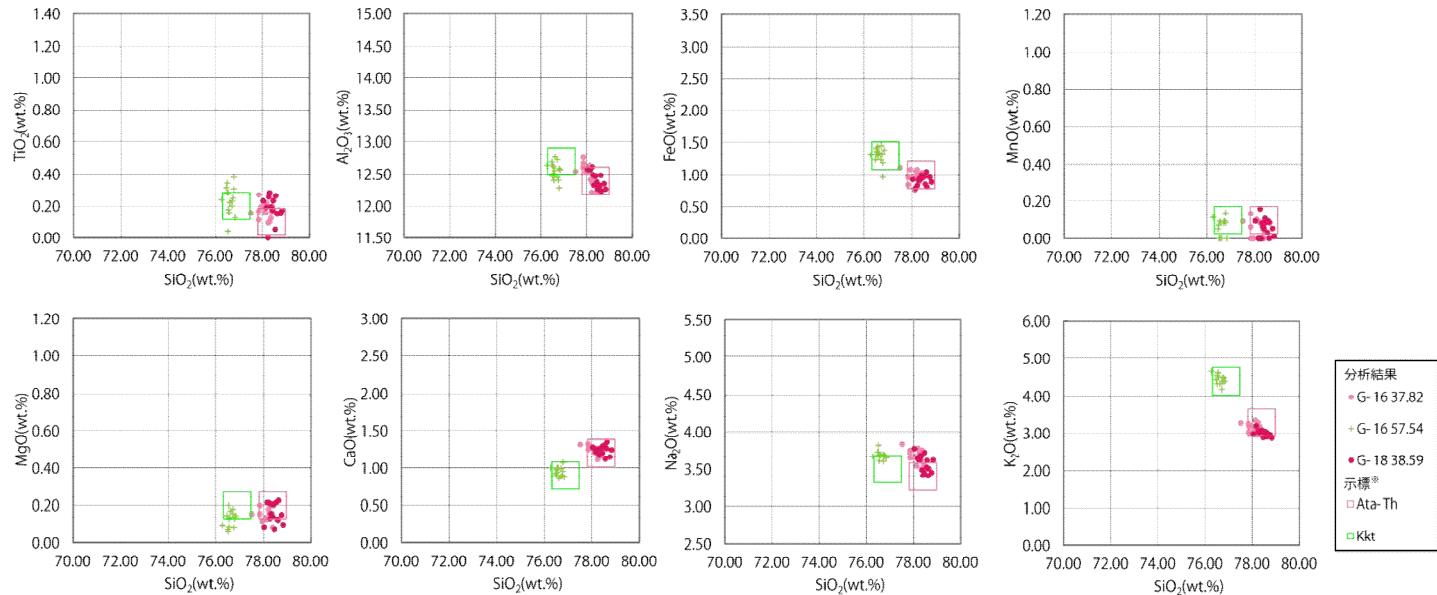 1.40
1.20
1.00
0.80
0.60
0.40
0.20
0.00
TiO₂(wt.%)
70.00 72.00 74.00 76.00 78.00 80.00
SiO₂(wt.%)
15.00
14.50
14.00
13.50
13.00
12.50
12.00
11.50
Al₂O₃(wt.%)
70.00 72.00 74.00 76.00 78.00 80.00
SiO₂(wt.%)
3.50
3.00
2.50
2.00
1.50
1.00
0.50
0.00
FeO(wt.%)
70.00 72.00 74.00 76.00 78.00 80.00
SiO₂(wt.%)
1.20
1.00
0.80
0.60
0.40
0.20
0.00
MnO(wt.%)
70.00 72.00 74.00 76.00 78.00 80.00
SiO₂(wt.%)
1.20
1.00
0.80
0.60
0.40
0.20
0.00
MgO(wt.%)
70.00 72.00 74.00 76.00 78.00 80.00
SiO₂(wt.%)
3.00
2.50
2.00
1.50
1.00
0.50
0.00
CaO(wt.%)
70.00 72.00 74.00 76.00 78.00 80.00
SiO₂(wt.%)
5.50
5.00
4.50
4.00
3.50
3.00
2.50
Na₂O(wt.%)
70.00 72.00 74.00 76.00 78.00 80.00
SiO₂(wt.%)
6.00
5.00
4.00
3.00
2.00
1.00
0.00
K₂O(wt.%)
70.00 72.00 74.00 76.00 78.00 80.00
SiO₂(wt.%)
分析結果
G-16 37.82
G-16 57.54
G-18 38.59
示標※
Ata-Th
Kkt